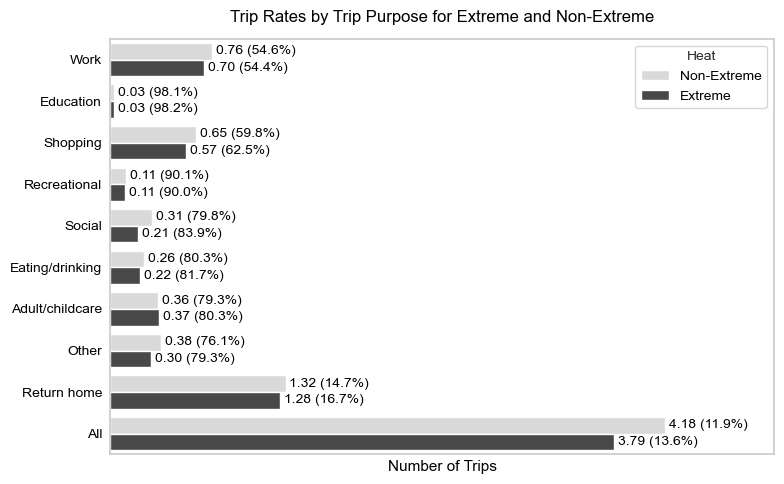 Trip Rates by Trip Purpose for Extreme and Non-Extreme
Heat
Non-Extreme
Extreme
Work
0.76 (54.6%)
0.70 (54.4%)
Education
0.03 (98.1%)
0.03 (98.2%)
Shopping
0.65 (59.8%)
0.57 (62.5%)
Recreational
0.11 (90.1%)
0.11 (90.0%)
Social
0.31 (79.8%)
0.21 (83.9%)
Eating/drinking
0.26 (80.3%)
0.22 (81.7%)
Adult/childcare
0.36 (79.3%)
0.37 (80.3%)
Other
0.38 (76.1%)
0.30 (79.3%)
Return home
1.32 (14.7%)
1.28 (16.7%)
All
4.18 (11.9%)
3.79 (13.6%)
Number of Trips